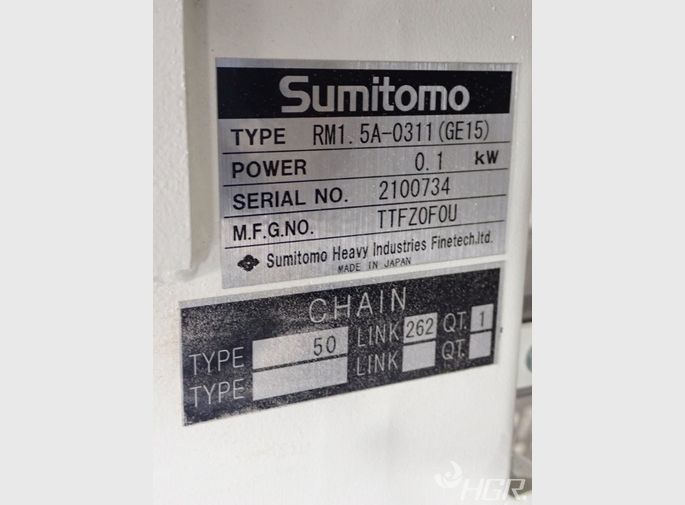 Sumitomo
TYPE RM1.5A-0311(GE15)
POWER 0.1 kW
SERIAL NO. 2100734
M.F.G.NO. TTFZ0F0U
Sumitomo Heavy Industries Finetech.ltd.
MADE IN JAPAN
CHAIN
TYPE 50 LINK 262 QT. 1
TYPE LINK QT.
HGR